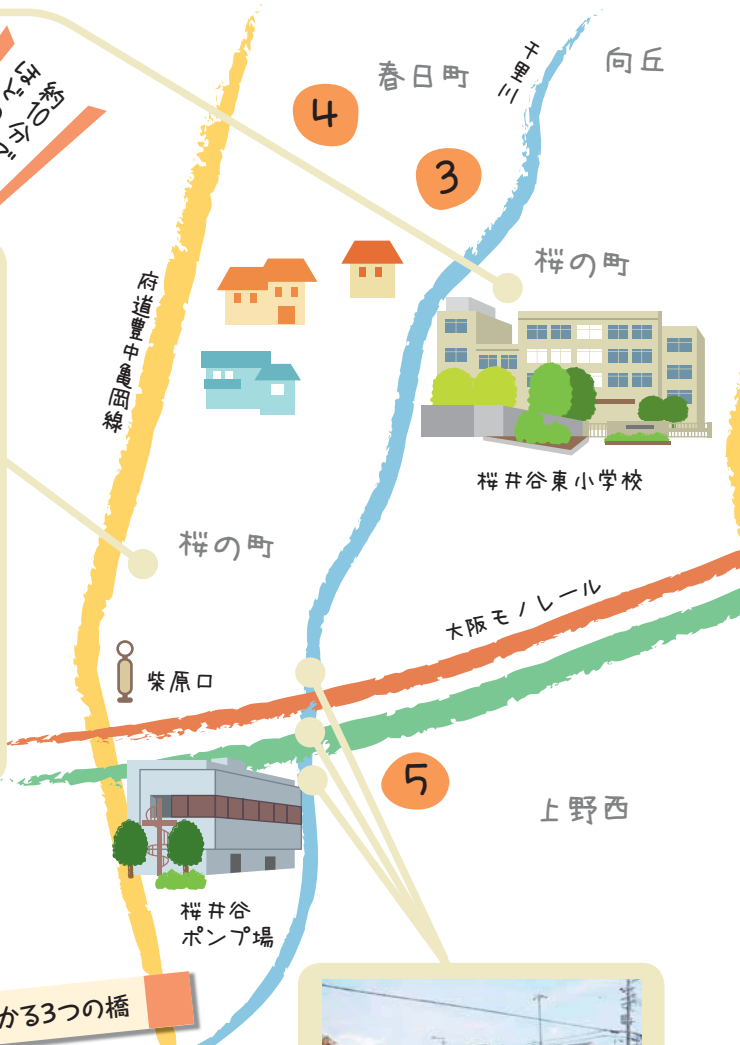 約10分で
ほど
春日町
千里川
向丘
4
3
桜の町
府道豊中亀岡線
桜井谷東小学校
桜の町
大阪モノレール
柴原口
5
上野西
桜井谷
ポンプ場
かる3つの橋